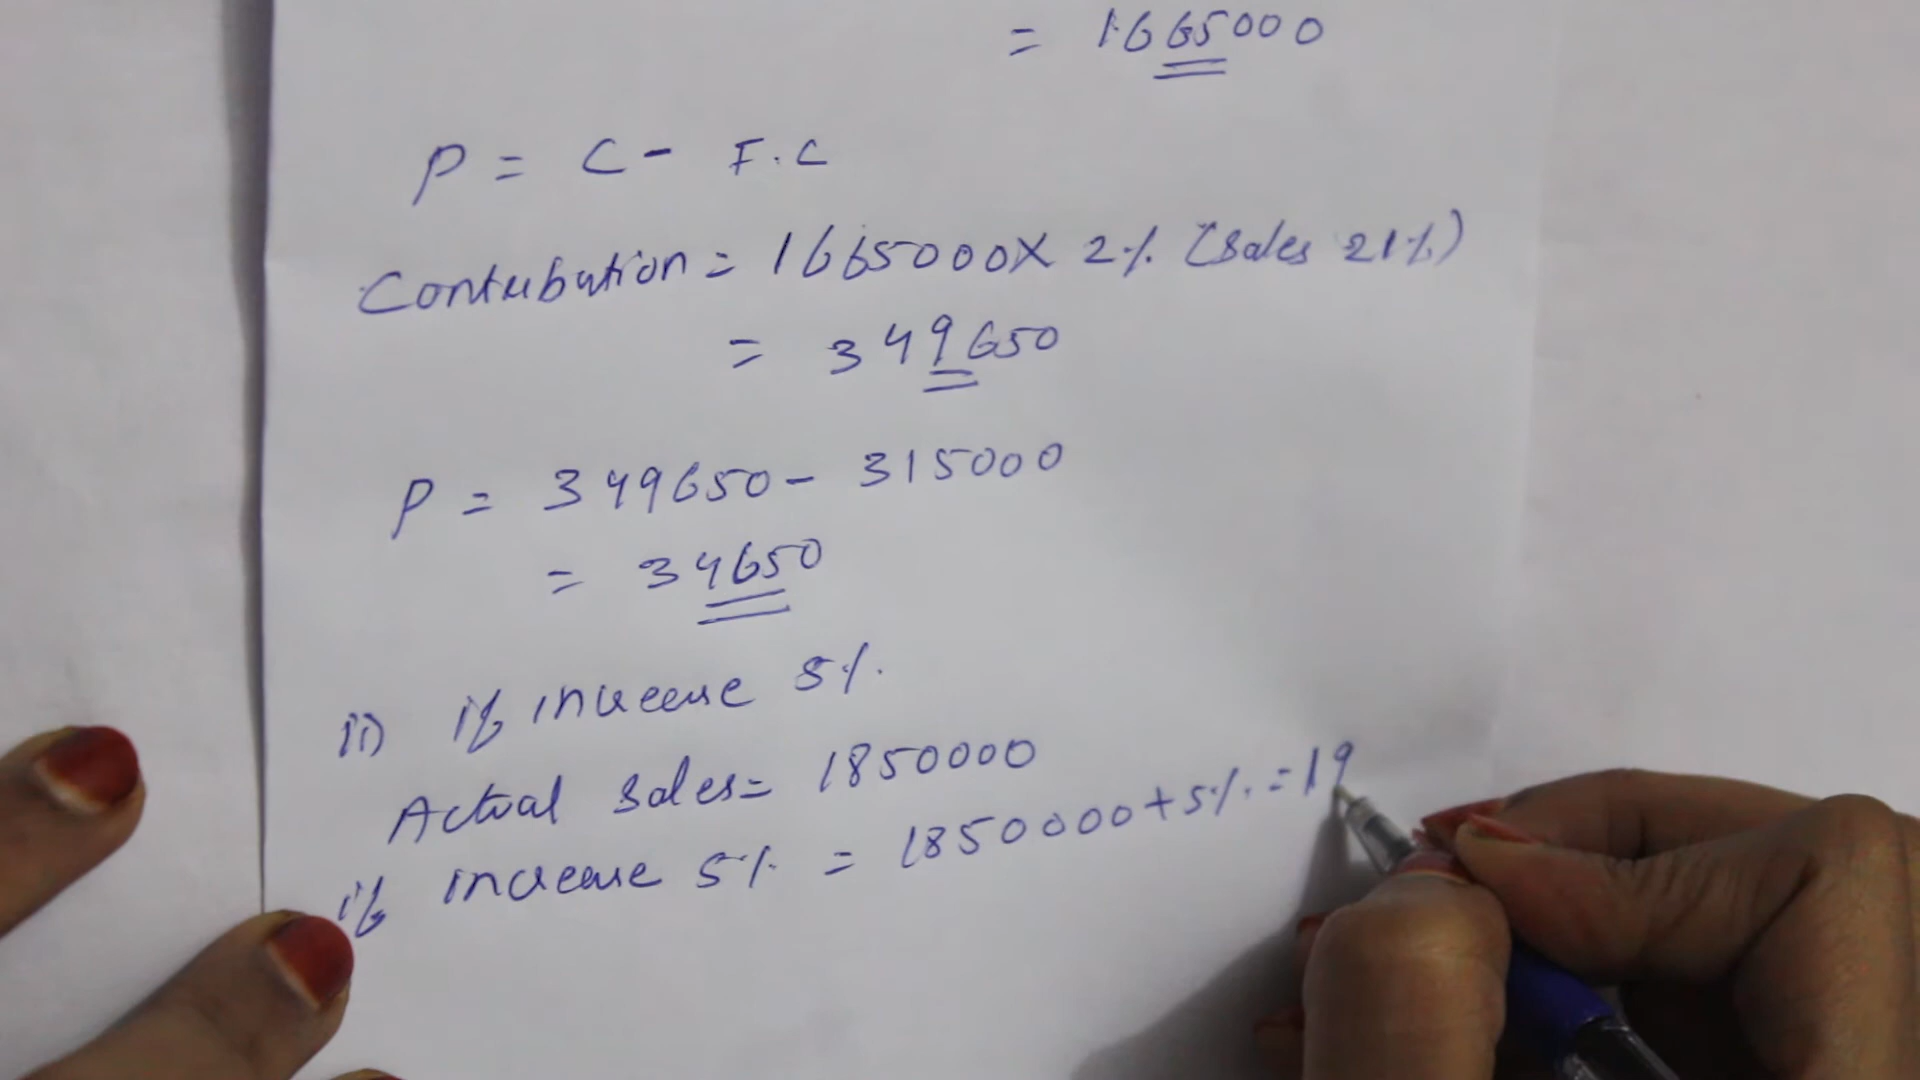 = 1665000
P = C - F.C
Contribution = 1665000 X 2% (Sales 21%)
= 349650
P = 349650 - 315000
= 34650
ii) if increase 5%.
Actual sales = 1850000
if increase 5% = 1850000 + 5%. = 19